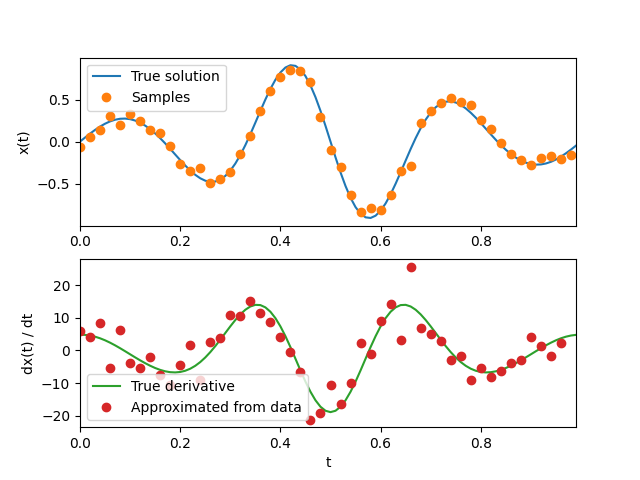 True solution
Samples
0.5
0.0
−0.5
x(t)
0.0 0.2 0.4 0.6 0.8
20
10
0
−10
−20
dx(t) / dt
True derivative
Approximated from data
0.0 0.2 0.4 0.6 0.8
t